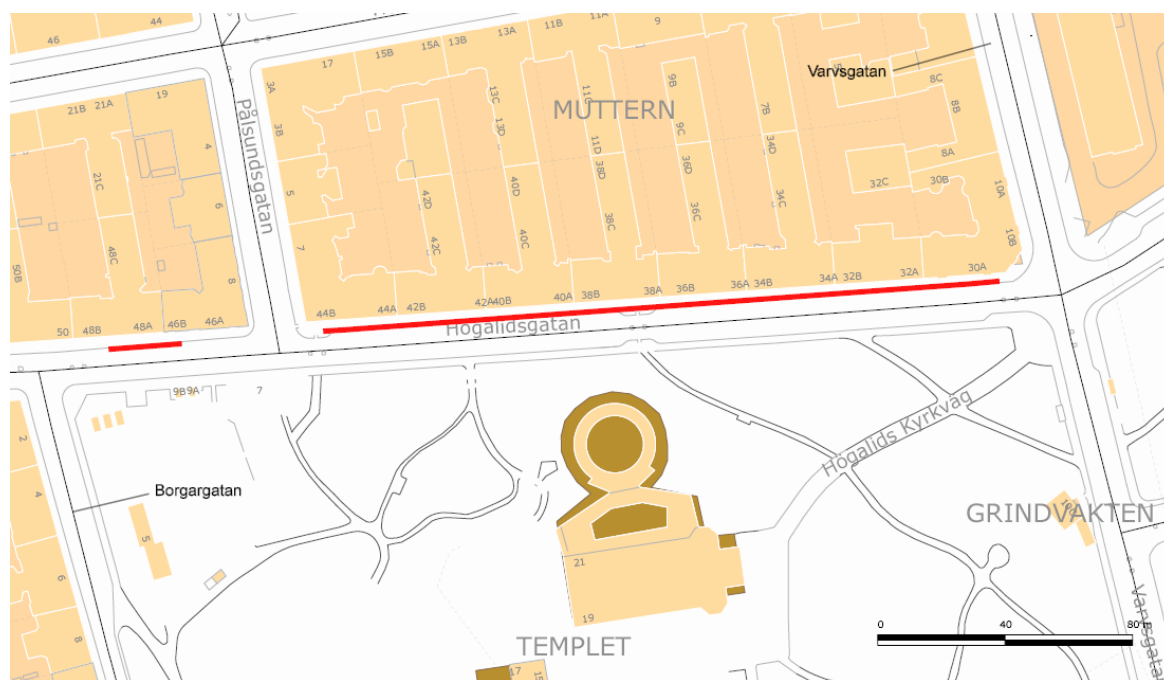 46
17
15B
15A
13B
13A
11B
11A
9
Varvsgatan
3A
3B
5
7
Pålsundsgatan
21B
21A
19
4
6
8
21C
48C
50B
50
48B
48A
46B
46A
13C
13D
11C
11D
9B
9C
7B
MUTTERN
8C
8B
8A
10A
10B
42D
42C
40D
40C
38D
38C
36D
36C
34D
34C
32C
30B
44B
44A
42B
42A
40B
40A
38B
38A
36B
36A
34B
34A
32B
32A
30A
Högalidsgatan
9B
9A
7
2
4
6
8
Borgargatan
5
Högalids Kyrkväg
GRINDVAKTEN
21
19
TEMPLET
17
0
40
Varvsgatan